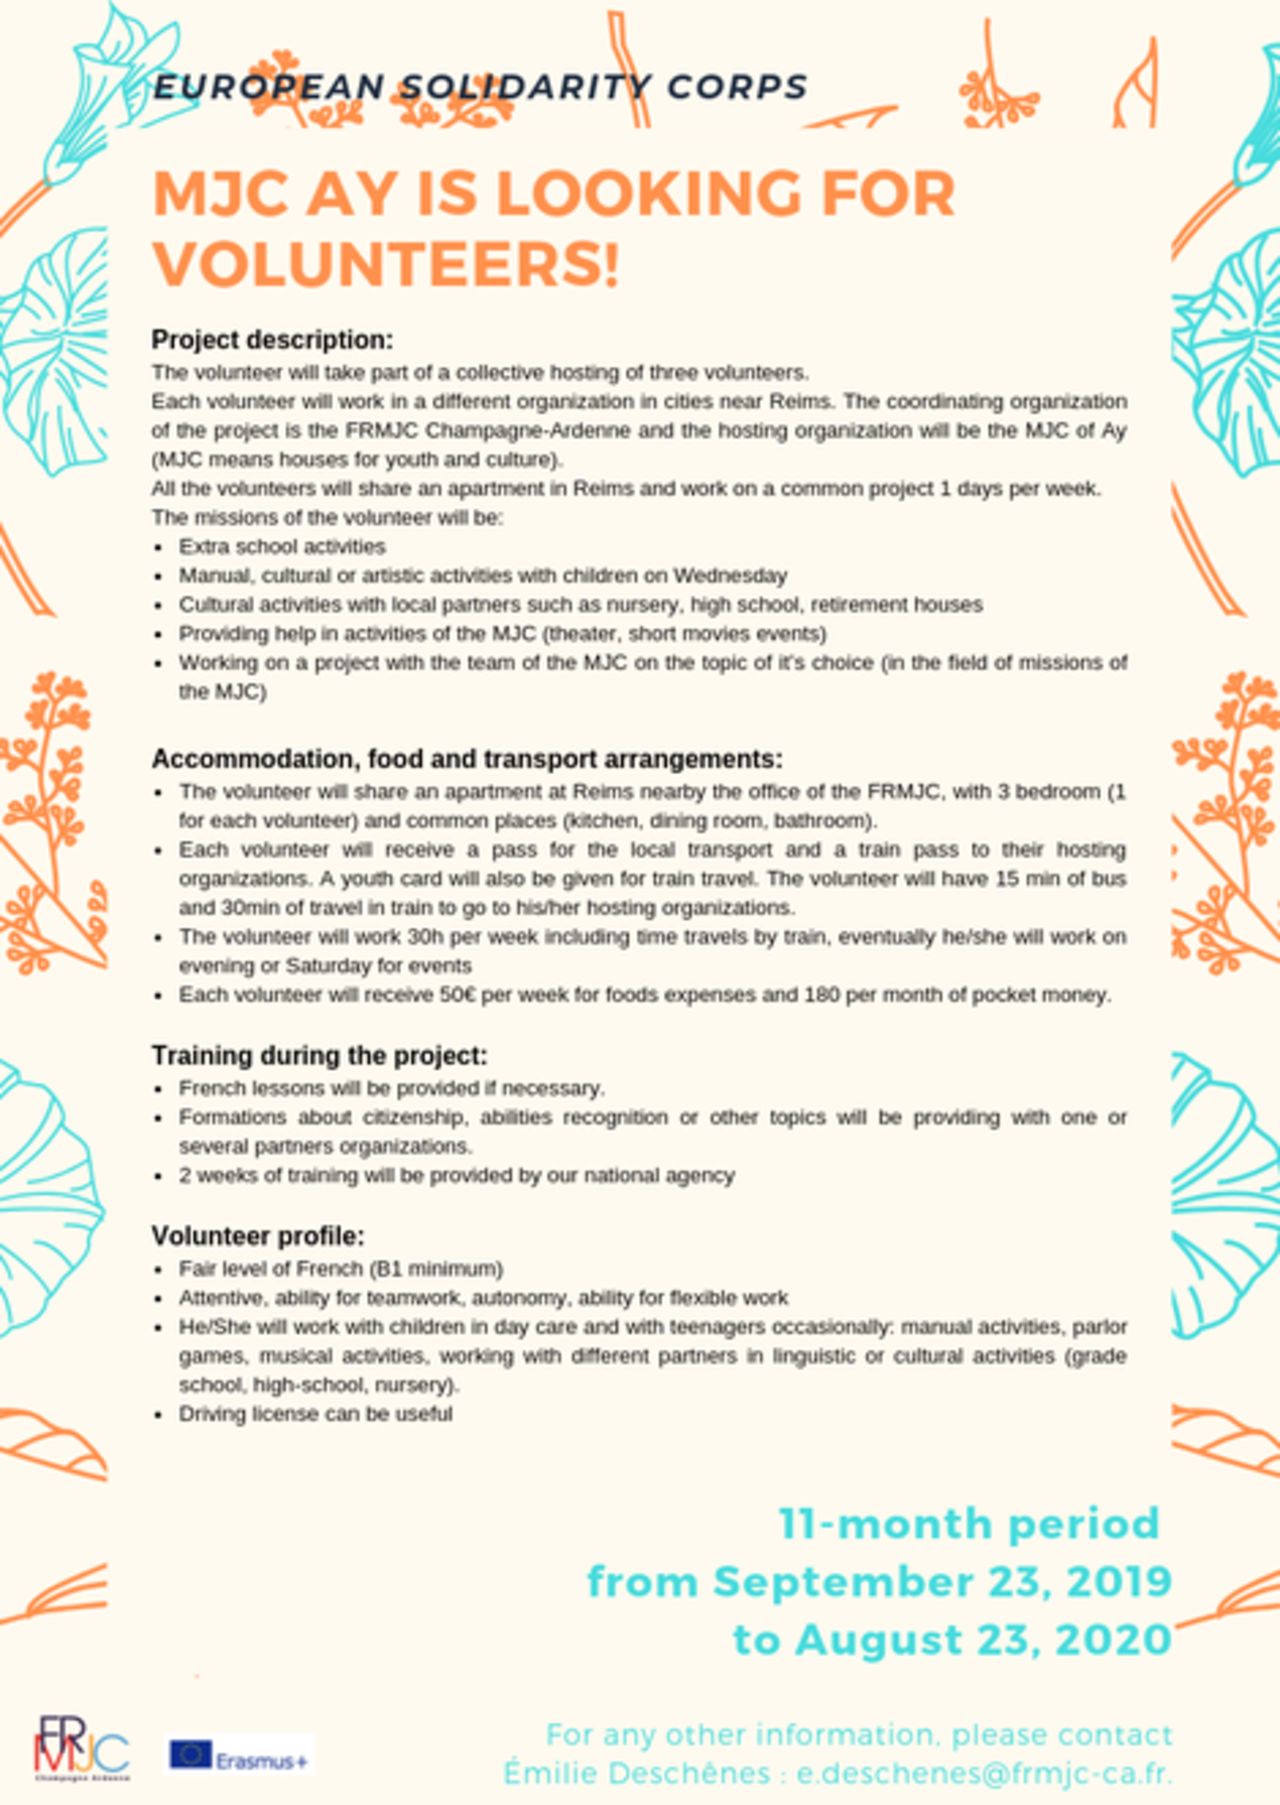 EUROPEAN SOLIDARITY CORPS
MJC AY IS LOOKING FOR
VOLUNTEERS!
Project description:
The volunteer will take part of a collective hosting of three volunteers.
Each volunteer will work in a different organization in cities near Reims. The coordinating organization
of the project is the FRMJC Champagne-Ardenne and the hosting organization will be the MJC of Ay
(MJC means houses for youth and culture).
All the volunteers will share an apartment in Reims and work on a common project 1 days per week.
The missions of the volunteer will be:
• Extra school activities
• Manual, cultural or artistic activities with children on Wednesday
• Cultural activities with local partners such as nursery, high school, retirement houses
• Providing help in activities of the MJC (theater, short movies events)
• Working on a project with the team of the MJC on the topic of it's choice (in the field of missions of
the MJC)
Accommodation, food and transport arrangements:
• The volunteer will share an apartment at Reims nearby the office of the FRMJC, with 3 bedroom (1
for each volunteer) and common places (kitchen, dining room, bathroom).
• Each volunteer will receive a pass for the local transport and a train pass to their hosting
organizations. A youth card will also be given for train travel. The volunteer will have 15 min of bus
and 30min of travel in train to go to his/her hosting organizations.
• The volunteer will work 30h per week including time travels by train, eventually he/she will work on
evening or Saturday for events
• Each volunteer will receive 50€ per week for foods expenses and 180 per month of pocket money.
Training during the project:
• French lessons will be provided if necessary.
• Formations about citizenship, abilities recognition or other topics will be providing with one or
several partners organizations.
• 2 weeks of training will be provided by our national agency
Volunteer profile:
• Fair level of French (B1 minimum)
• Attentive, ability for teamwork, autonomy, ability for flexible work
• He/She will work with children in day care and with teenagers occasionally: manual activities, parlor
games, musical activities, working with different partners in linguistic or cultural activities (grade
school, high-school, nursery).
• Driving license can be useful
11-month period
from September 23, 2019
to August 23, 2020
FRMJC
Champagne Ardenne
Erasmus+
For any other information, please contact
Émilie Deschênes : e.deschenes@frmjc-ca.fr.